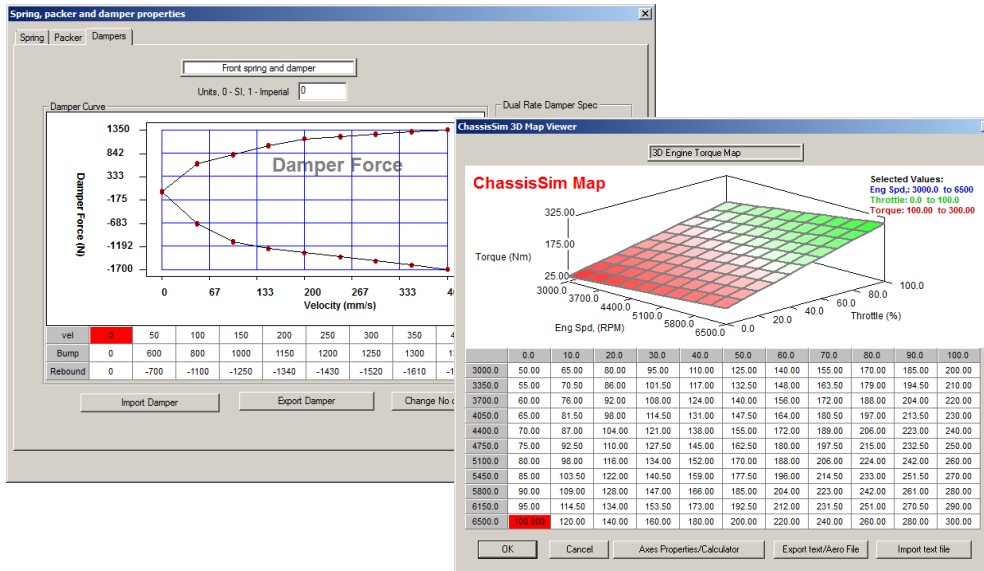 Spring, packer and damper properties
Spring Packer Dampers
Front spring and damper
Units, 0 - SI, 1 - Imperial 0
Damper Curve
Dual Rate Damper Spec
Damper Force
1350
842
333
-175
-683
-1192
-1700
Damper Force (N)
0 67 133 200 267 333
Velocity (mm/s)
vel 0 50 100 150 200 250 300 350
Bump 0 600 800 1000 1150 1200 1250 1300
Rebound 0 -700 -1100 -1250 -1340 -1430 -1520 -1610
Import Damper Export Damper Change No
ChassisSim 3D Map Viewer
3D Engine Torque Map
ChassisSim Map
Selected Values:
Eng Spd,: 3000.0 to 6500
Throttle: 0.0 to 100.0
Torque: 100.00 to 300.00
325.00
175.00
25.00
Torque (Nm)
3000.0 3700.0 4400.0 5100.0 5800.0 6500.0
Eng Spd, (RPM)
0.0 20.0 40.0 60.0 80.0 100.0
Throttle (%)
0.0 10.0 20.0 30.0 40.0 50.0 60.0 70.0 80.0 90.0 100.0
3000.0 50.00 65.00 80.00 95.00 110.00 125.00 140.00 155.00 170.00 185.00 200.00
3350.0 55.00 70.50 86.00 101.50 117.00 132.50 148.00 163.50 179.00 194.50 210.00
3700.0 60.00 76.00 92.00 108.00 124.00 140.00 156.00 172.00 188.00 204.00 220.00
4050.0 65.00 81.50 98.00 114.50 131.00 147.50 164.00 180.50 197.00 213.50 230.00
4400.0 70.00 87.00 104.00 121.00 138.00 155.00 172.00 189.00 206.00 223.00 240.00
4750.0 75.00 92.50 110.00 127.50 145.00 162.50 180.00 197.50 215.00 232.50 250.00
5100.0 80.00 98.00 116.00 134.00 152.00 170.00 188.00 206.00 224.00 242.00 260.00
5450.0 85.00 103.50 122.00 140.50 159.00 177.50 196.00 214.50 233.00 251.50 270.00
5800.0 90.00 109.00 128.00 147.00 166.00 185.00 204.00 223.00 242.00 261.00 280.00
6150.0 95.00 114.50 134.00 153.50 173.00 192.50 212.00 231.50 251.00 270.50 290.00
6500.0 100.000 120.00 140.00 160.00 180.00 200.00 220.00 240.00 260.00 280.00 300.00
OK Cancel Axes Properties/Calculator Export text/Aero File Import text file